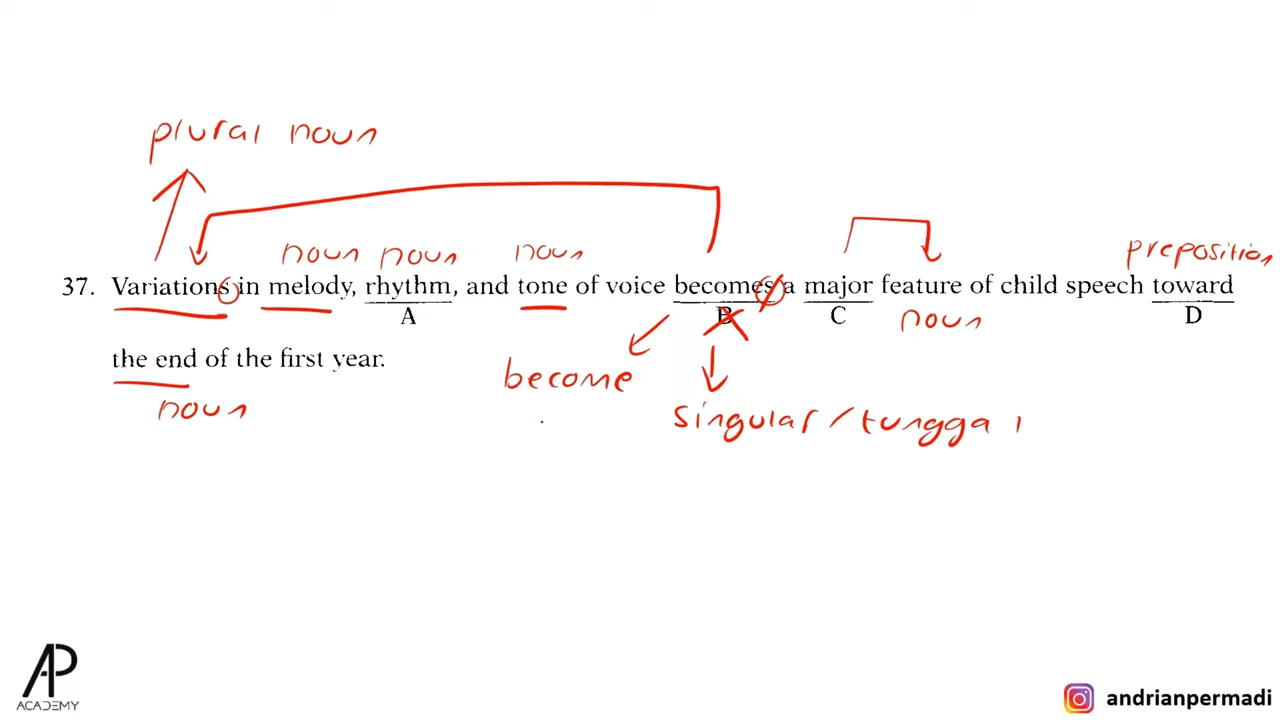 plural noun
noun noun noun preposition
37. Variations in melody, rhythm, and tone of voice becomes a major feature of child speech toward
A B C noun D
the end of the first year.
become
noun singular/tunggal
AP
ACADEMY
andrianpermadi